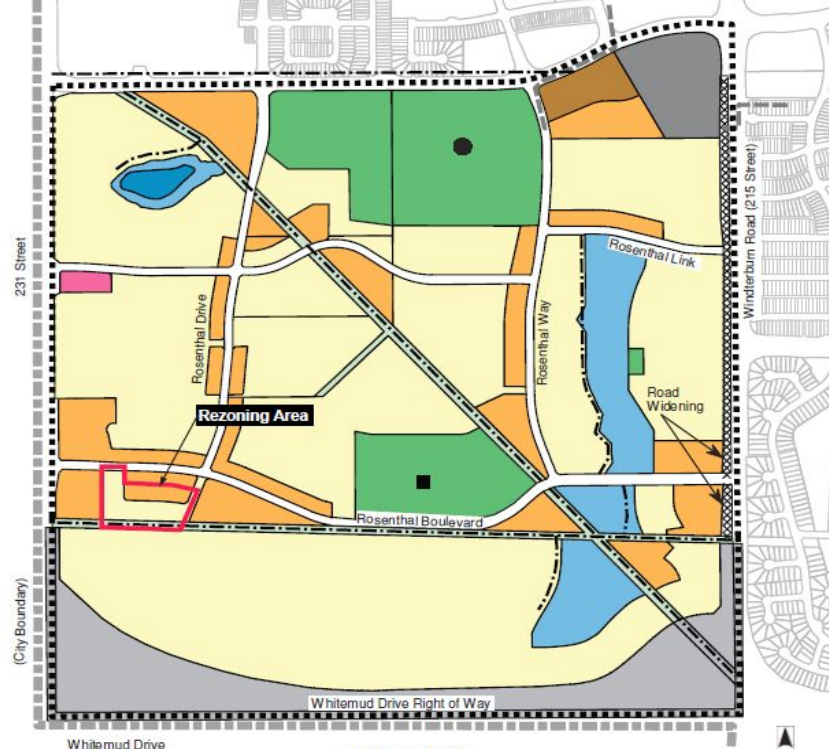 231 Street
Windterburn Road (215 Street)
Rosenthal Link
Rosenthal Drive
Rosenthal Way
Road
Widening
Rezoning Area
Rosenthal Boulevard
(City Boundary)
Whitemud Drive Right of Way
Whitemud Drive